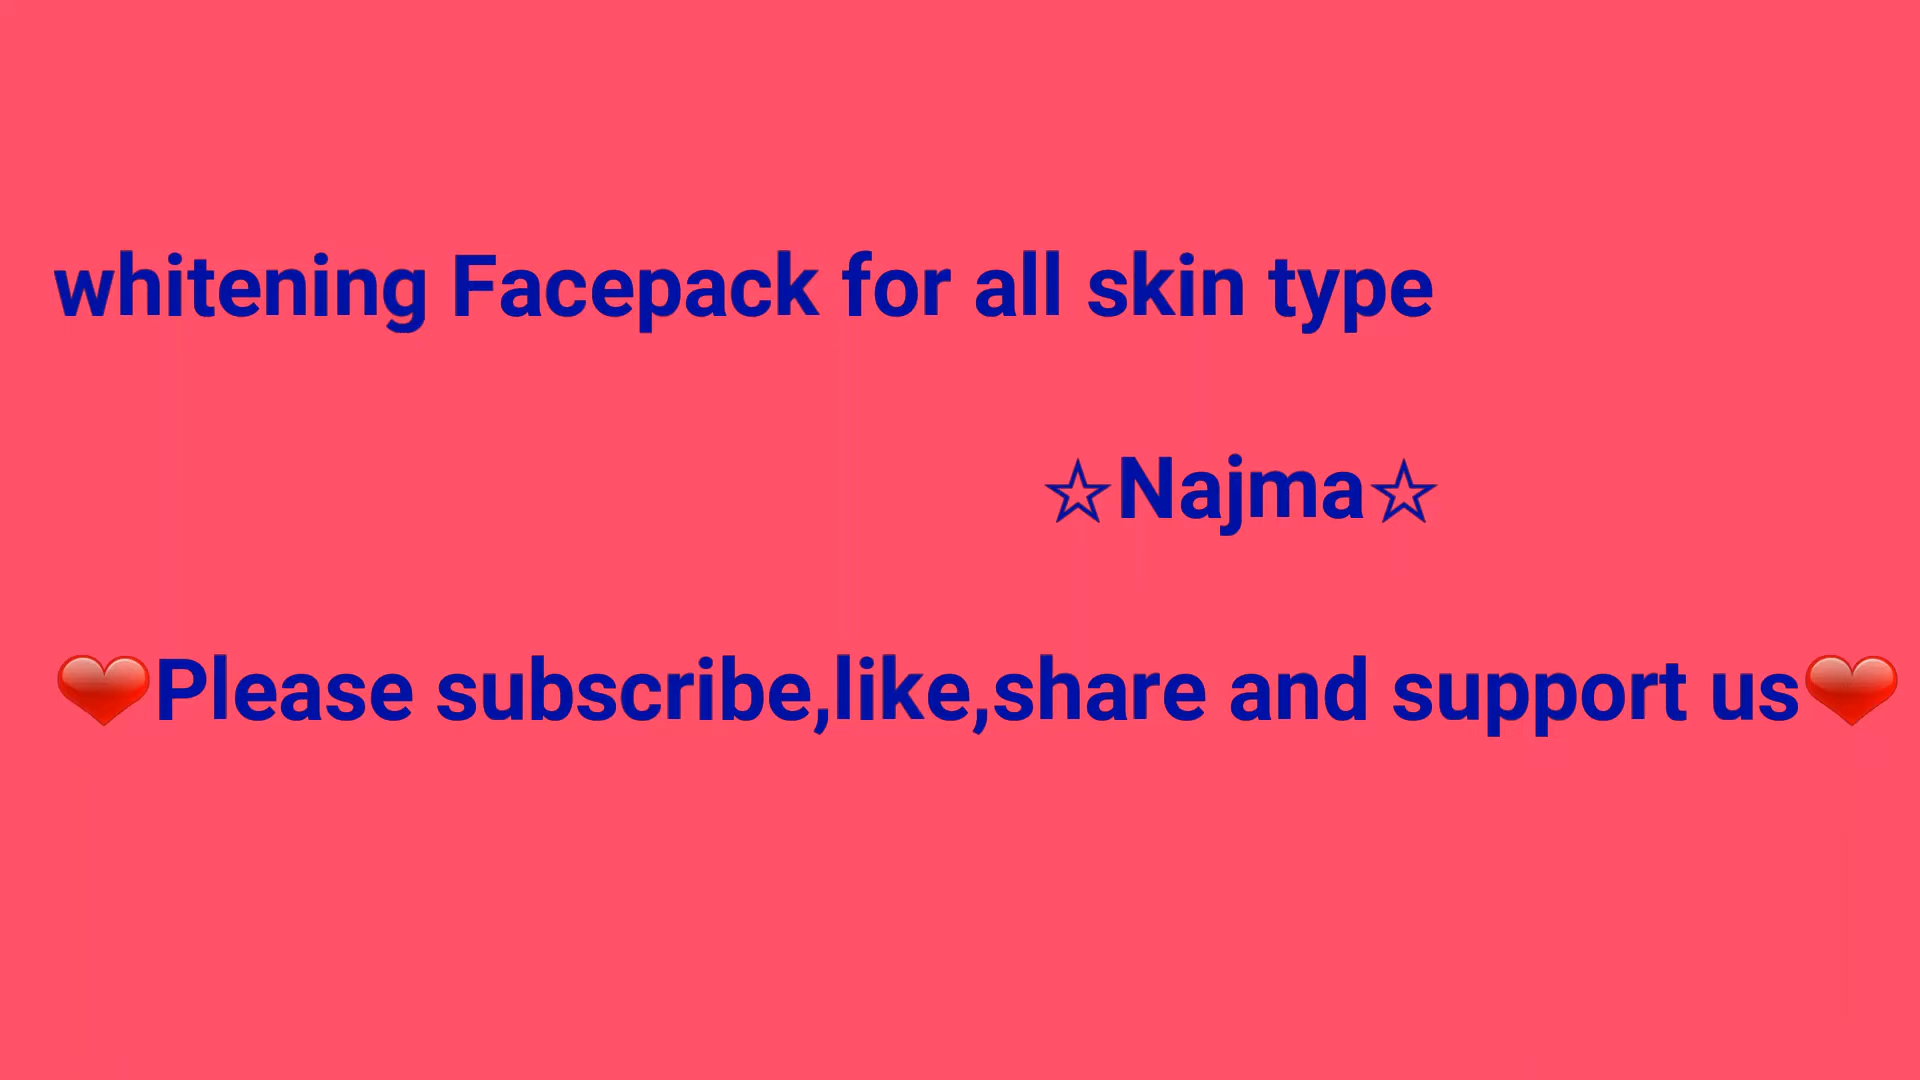 whitening Facepack for all skin type
☆Najma☆
❤Please subscribe,like,share and support us❤